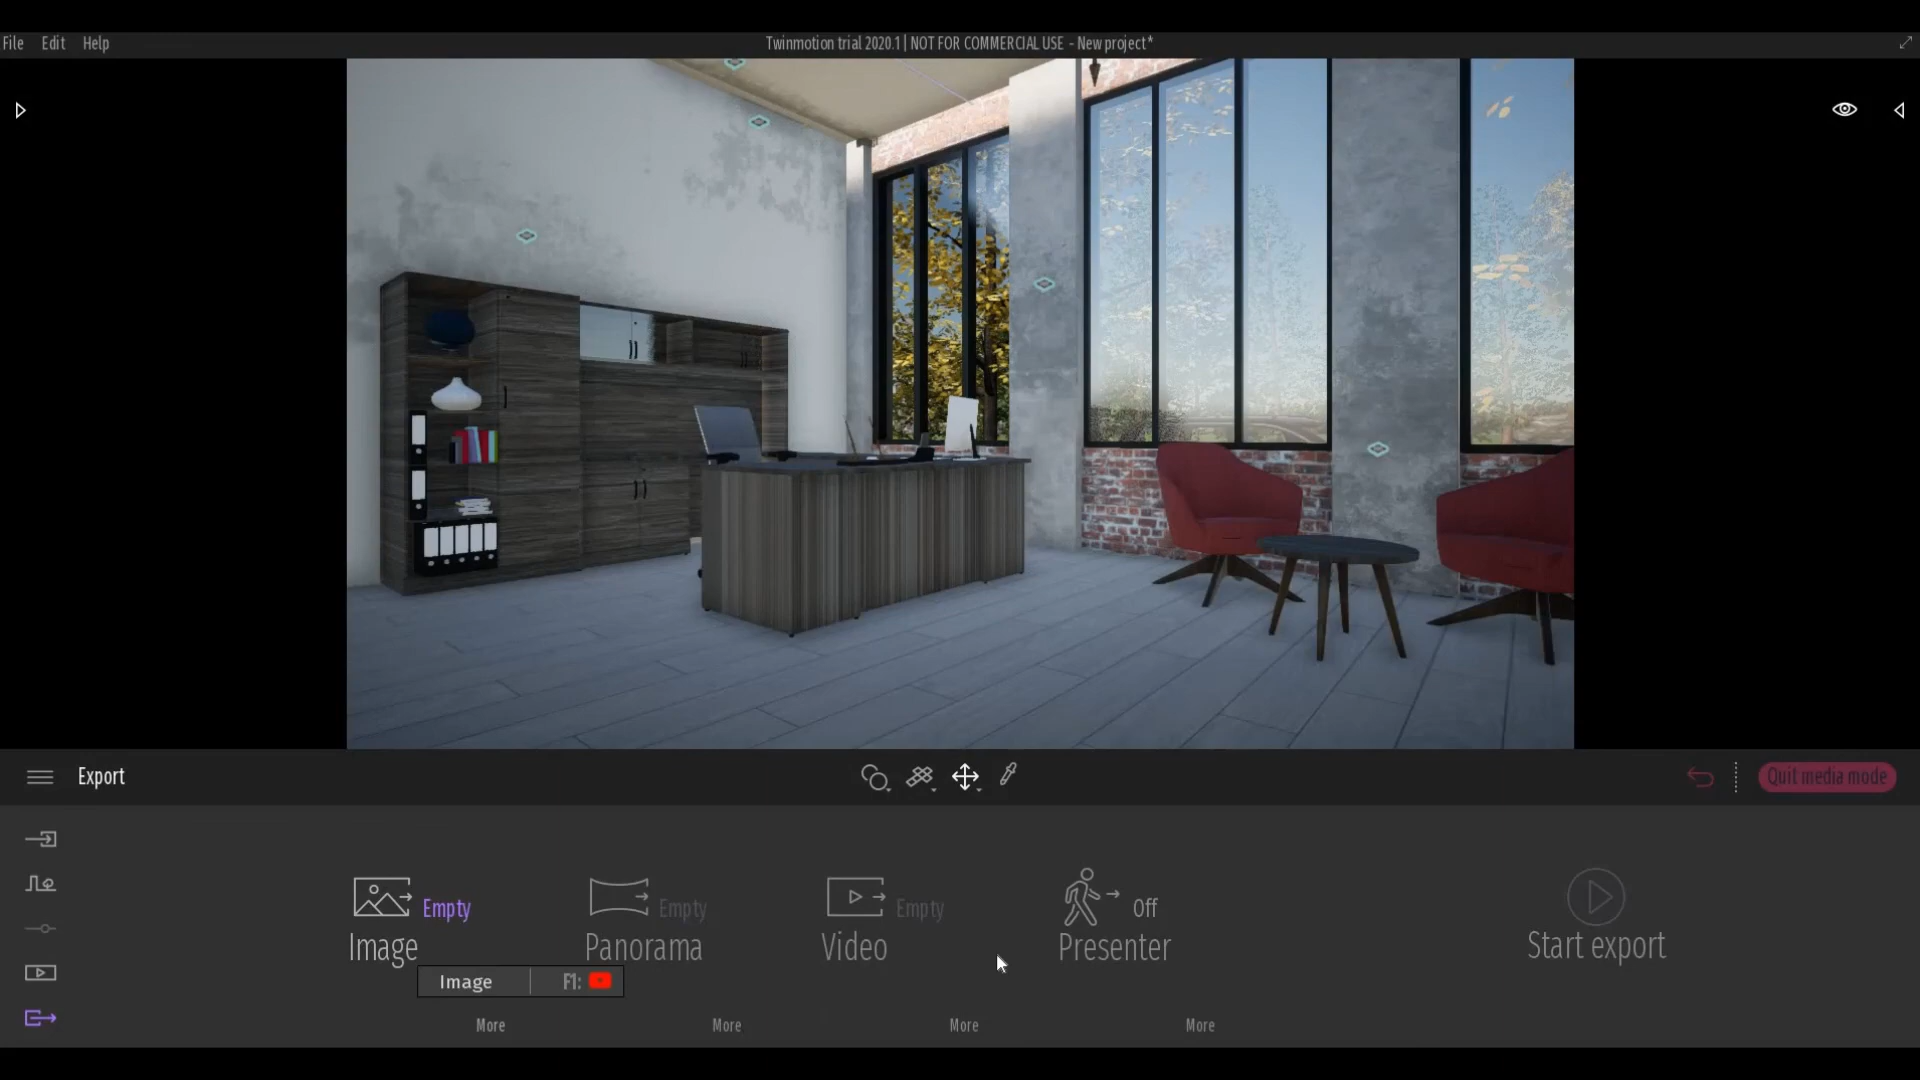 File Edit Help
Twinmotion trial 2020.1 | NOT FOR COMMERCIAL USE - New project*
Export
Quit media mode
Empty
Empty
Empty
Off
Image
Panorama
Video
Presenter
Start export
Image F1:
More
More
More
More